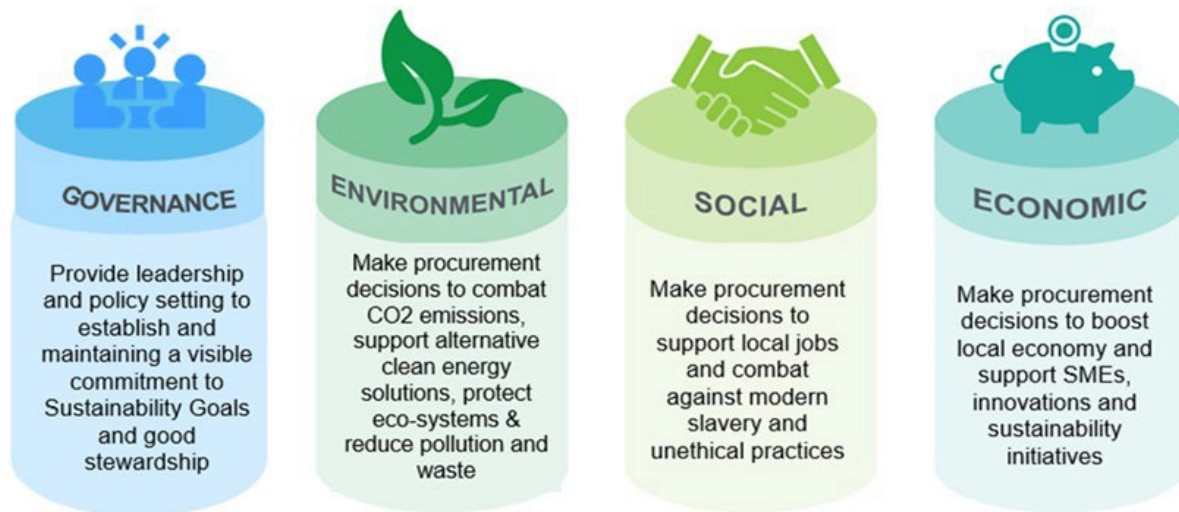 GOVERNANCE
Provide leadership
and policy setting to
establish and
maintaining a visible
commitment to
Sustainability Goals
and good
stewardship
ENVIRONMENTAL
Make procurement
decisions to combat
CO2 emissions,
support alternative
clean energy
solutions, protect
eco-systems &
reduce pollution and
waste
SOCIAL
Make procurement
decisions to
support local jobs
and combat
against modern
slavery and
unethical practices
ECONOMIC
Make procurement
decisions to boost
local economy and
support SMEs,
innovations and
sustainability
initiatives